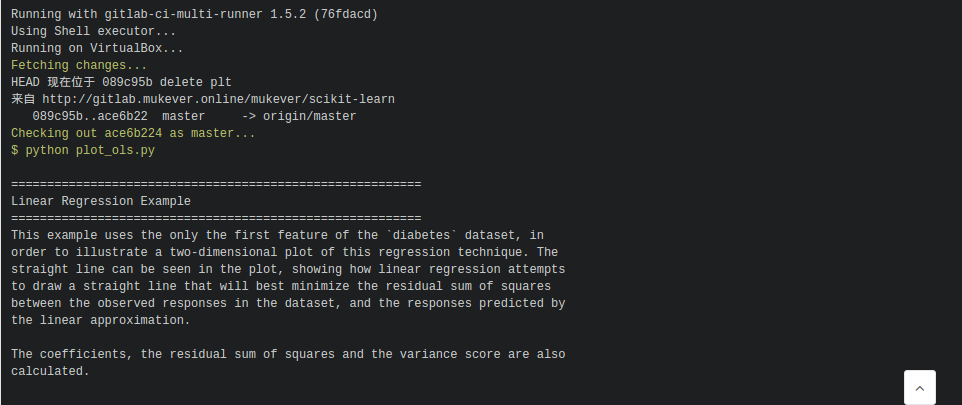 Running with gitlab-ci-multi-runner 1.5.2 (76fdacd)
Using Shell executor...
Running on VirtualBox...
Fetching changes...
HEAD 现在位于 089c95b delete plt
来自 http://gitlab.mukever.online/mukever/scikit-learn
   089c95b..ace6b22  master     -> origin/master
Checking out ace6b224 as master...
$ python plot_ols.py

=========================================================
Linear Regression Example
=========================================================
This example uses the only the first feature of the `diabetes` dataset, in
order to illustrate a two-dimensional plot of this regression technique. The
straight line can be seen in the plot, showing how linear regression attempts
to draw a straight line that will best minimize the residual sum of squares
between the observed responses in the dataset, and the responses predicted by
the linear approximation.

The coefficients, the residual sum of squares and the variance score are also
calculated.